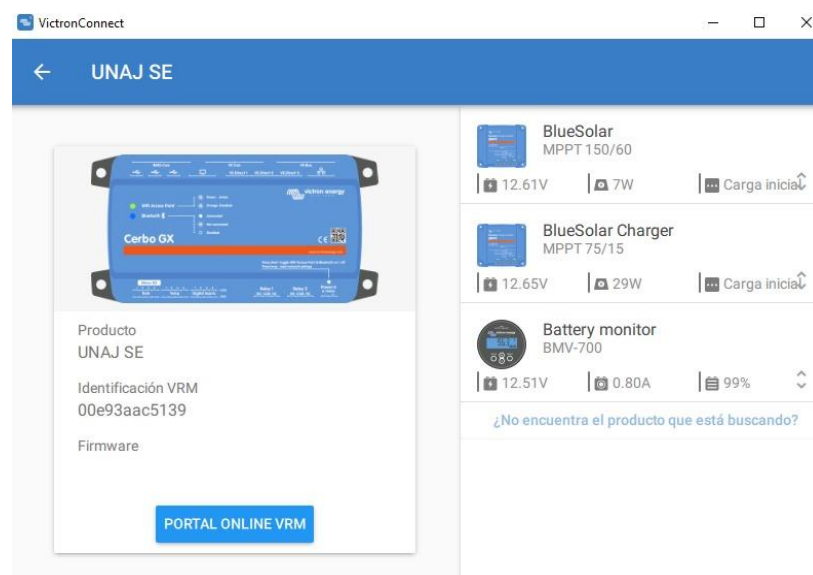 VictronConnect
UNAJ SE
victron energy
Cerbo GX
Producto
UNAJ SE
Identificación VRM
00e93aac5139
Firmware
PORTAL ONLINE VRM
BlueSolar
MPPT 150/60
12.61V 7W Carga inicial
BlueSolar Charger
MPPT 75/15
12.65V 29W Carga inicial
Battery monitor
BMV-700
12.51V 0.80A 99%
¿No encuentra el producto que está buscando?